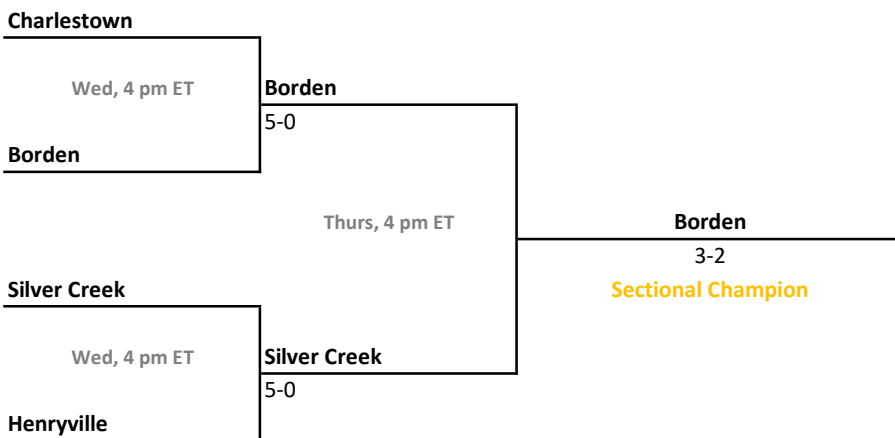 Charlestown
Wed, 4 pm ET
Borden
5-0
Borden
Thurs, 4 pm ET
Borden
3-2
Sectional Champion
Silver Creek
Wed, 4 pm ET
Silver Creek
5-0
Henryville